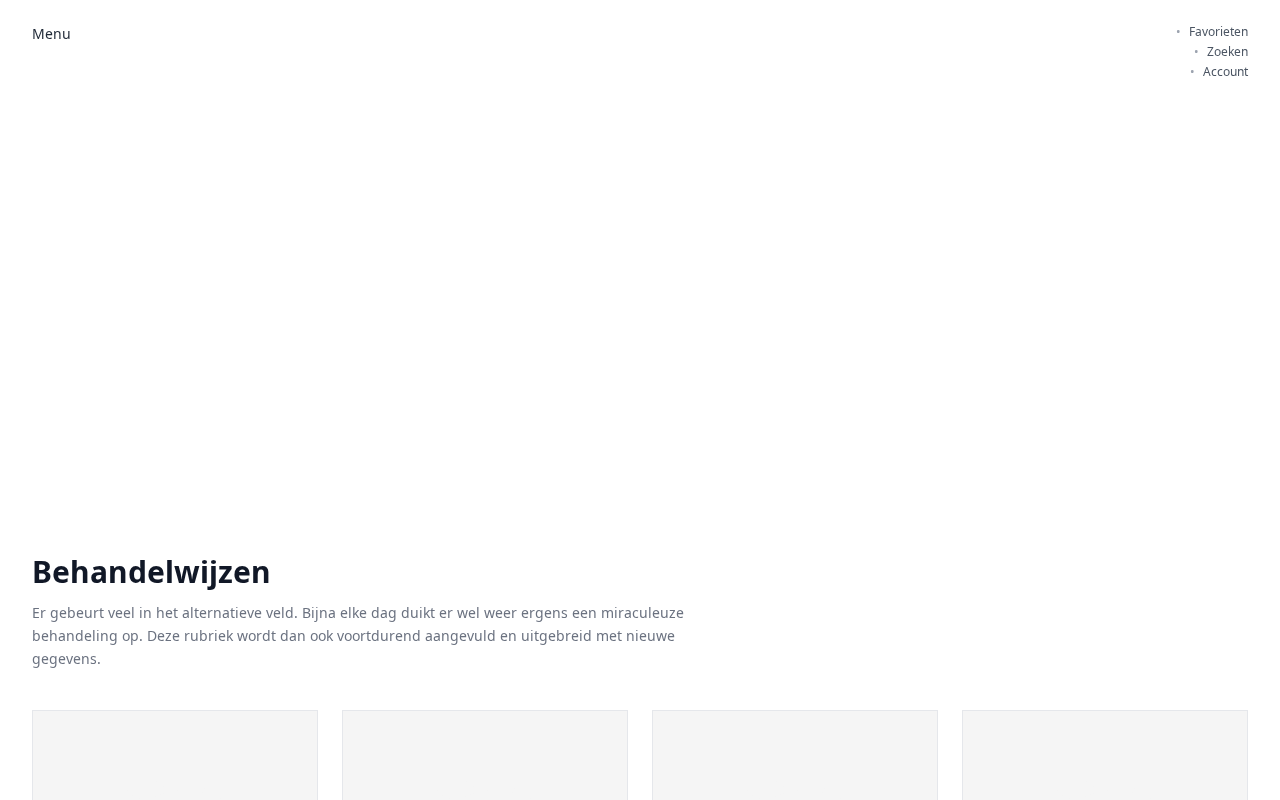 Menu
• Favorieten
• Zoeken
• Account
Behandelwijzen
Er gebeurt veel in het alternatieve veld. Bijna elke dag duikt er wel weer ergens een miraculeuze
behandeling op. Deze rubriek wordt dan ook voortdurend aangevuld en uitgebreid met nieuwe
gegevens.